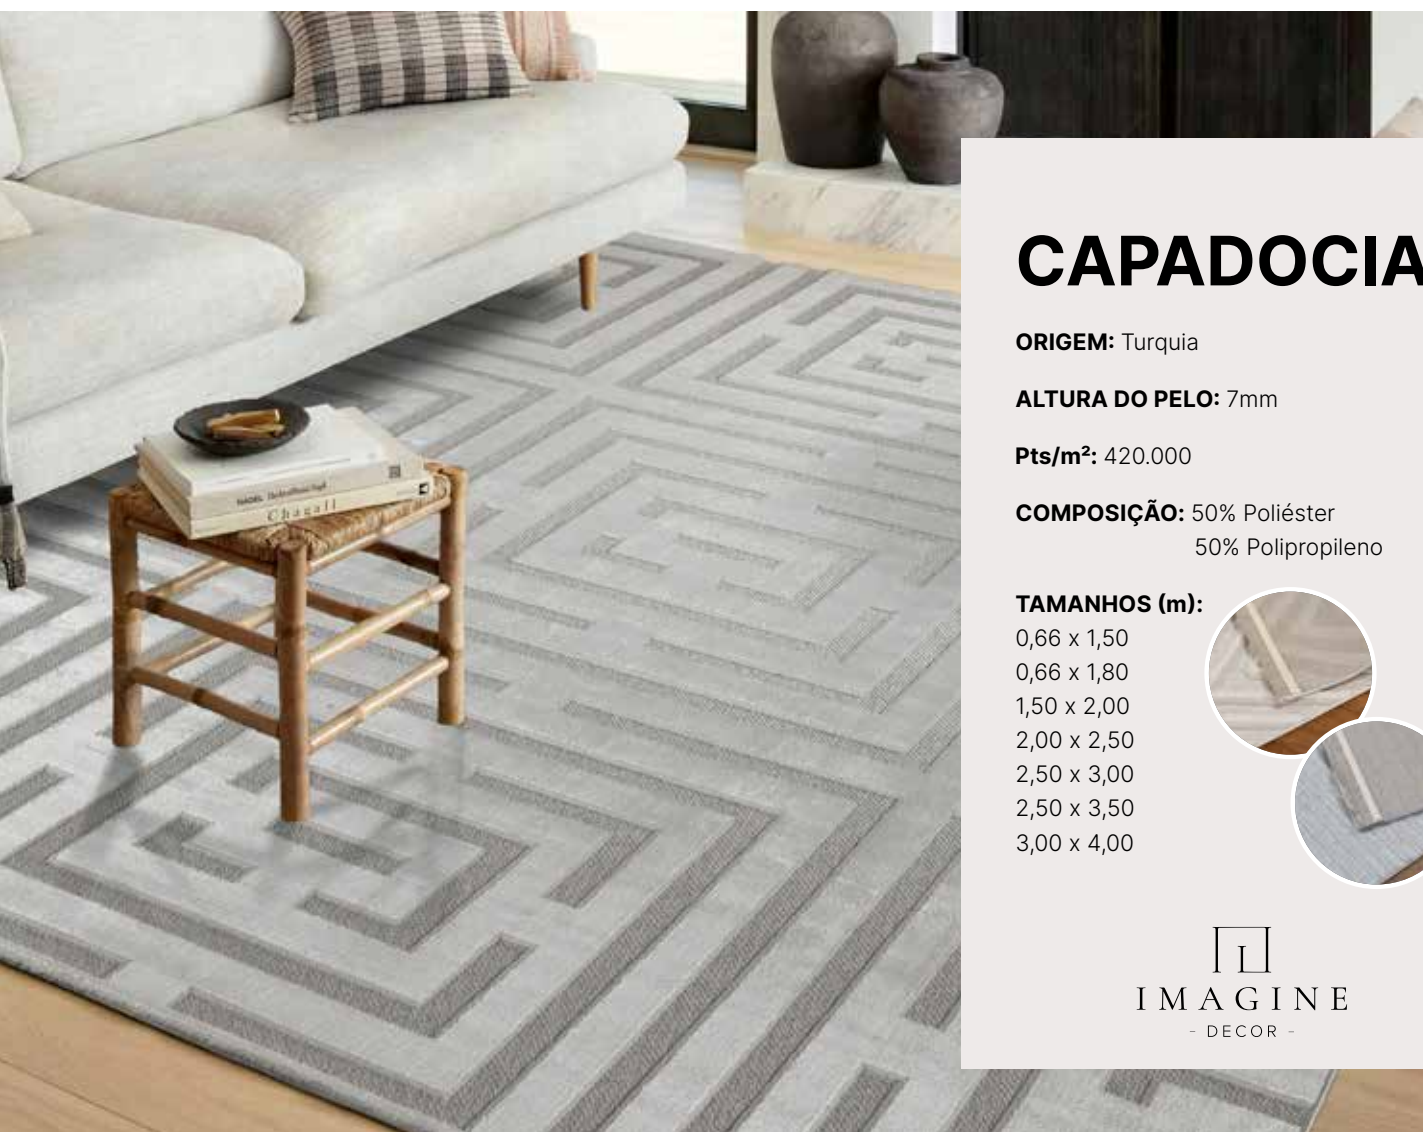 CAPADOCIA
ORIGEM: Turquia
ALTURA DO PELO: 7mm
Pts/m²: 420.000
COMPOSIÇÃO: 50% Poliéster
50% Polipropileno
TAMANHOS (m):
0,66 x 1,50
0,66 x 1,80
1,50 x 2,00
2,00 x 2,50
2,50 x 3,00
2,50 x 3,50
3,00 x 4,00
IMAGINE
- DECOR -
Chagall